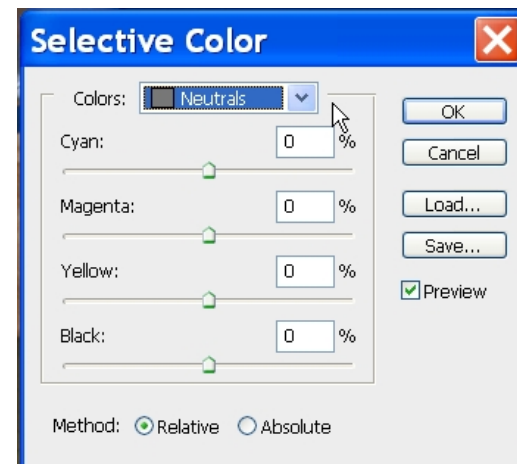 Selective Color
Colors: Neutrals
OK
Cyan: 0 %
Cancel
Magenta: 0 %
Load...
Save...
Yellow: 0 %
Preview
Black: 0 %
Method: Relative Absolute